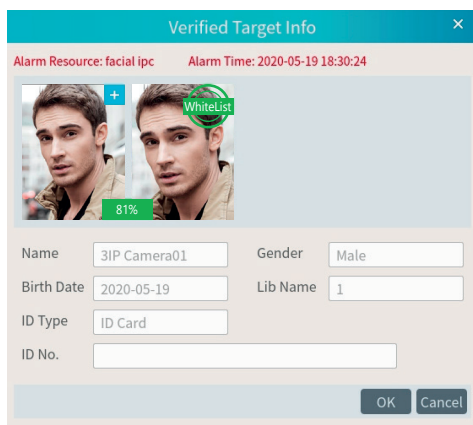 Verified Target Info ×
Alarm Resource: facial ipc Alarm Time: 2020-05-19 18:30:24
+
WhiteList
81%
Name 3IP Camera01 Gender Male
Birth Date 2020-05-19 Lib Name 1
ID Type ID Card
ID No.
OK Cancel